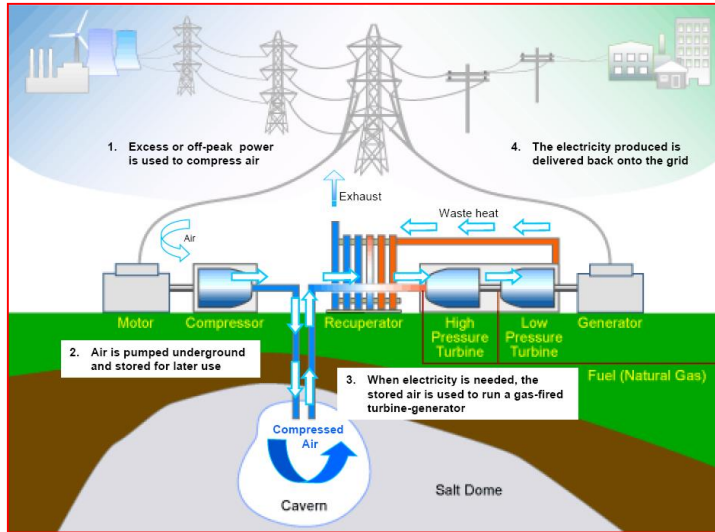 1. Excess or off-peak power
is used to compress air
4. The electricity produced is
delivered back onto the grid
Exhaust
Waste heat
Air
Motor
Compressor
Recuperator
High
Pressure
Turbine
Low
Pressure
Turbine
Generator
2. Air is pumped underground
and stored for later use
Fuel (Natural Gas)
3. When electricity is needed, the
stored air is used to run a gas-fired
turbine-generator
Compressed
Air
Cavern
Salt Dome